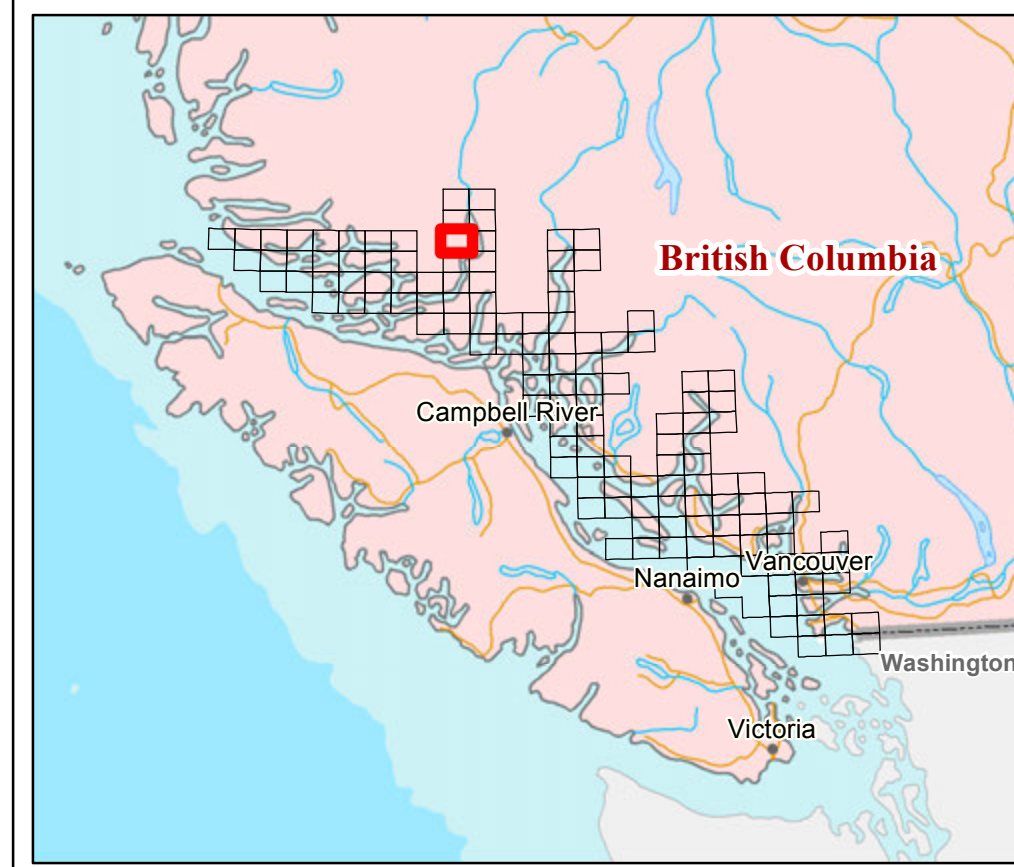 British Columbia
Campbell River
Vancouver
Nanaimo
Washington
Victoria